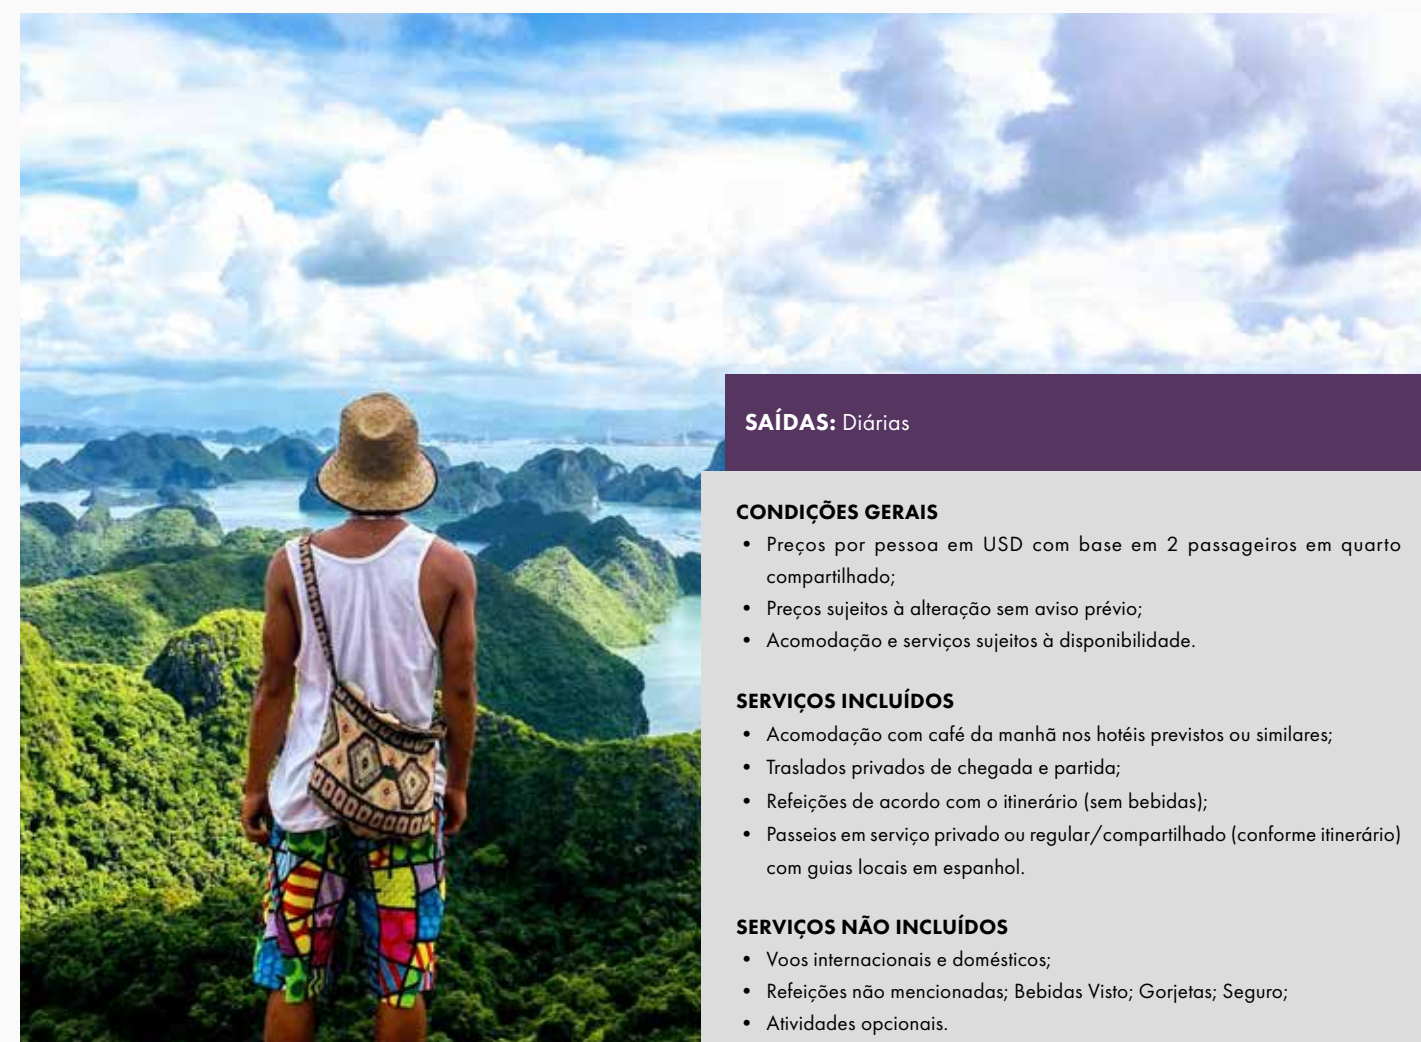 SAÍDAS: Diárias
CONDIÇÕES GERAIS
• Preços por pessoa em USD com base em 2 passageiros em quarto
compartilhado;
• Preços sujeitos à alteração sem aviso prévio;
• Acomodação e serviços sujeitos à disponibilidade.
SERVIÇOS INCLUÍDOS
• Acomodação com café da manhã nos hotéis previstos ou similares;
• Traslados privados de chegada e partida;
• Refeições de acordo com o itinerário (sem bebidas);
• Passeios em serviço privado ou regular/compartilhado (conforme itinerário)
com guias locais em espanhol.
SERVIÇOS NÃO INCLUÍDOS
• Voos internacionais e domésticos;
• Refeições não mencionadas; Bebidas Visto; Gorjetas; Seguro;
• Atividades opcionais.